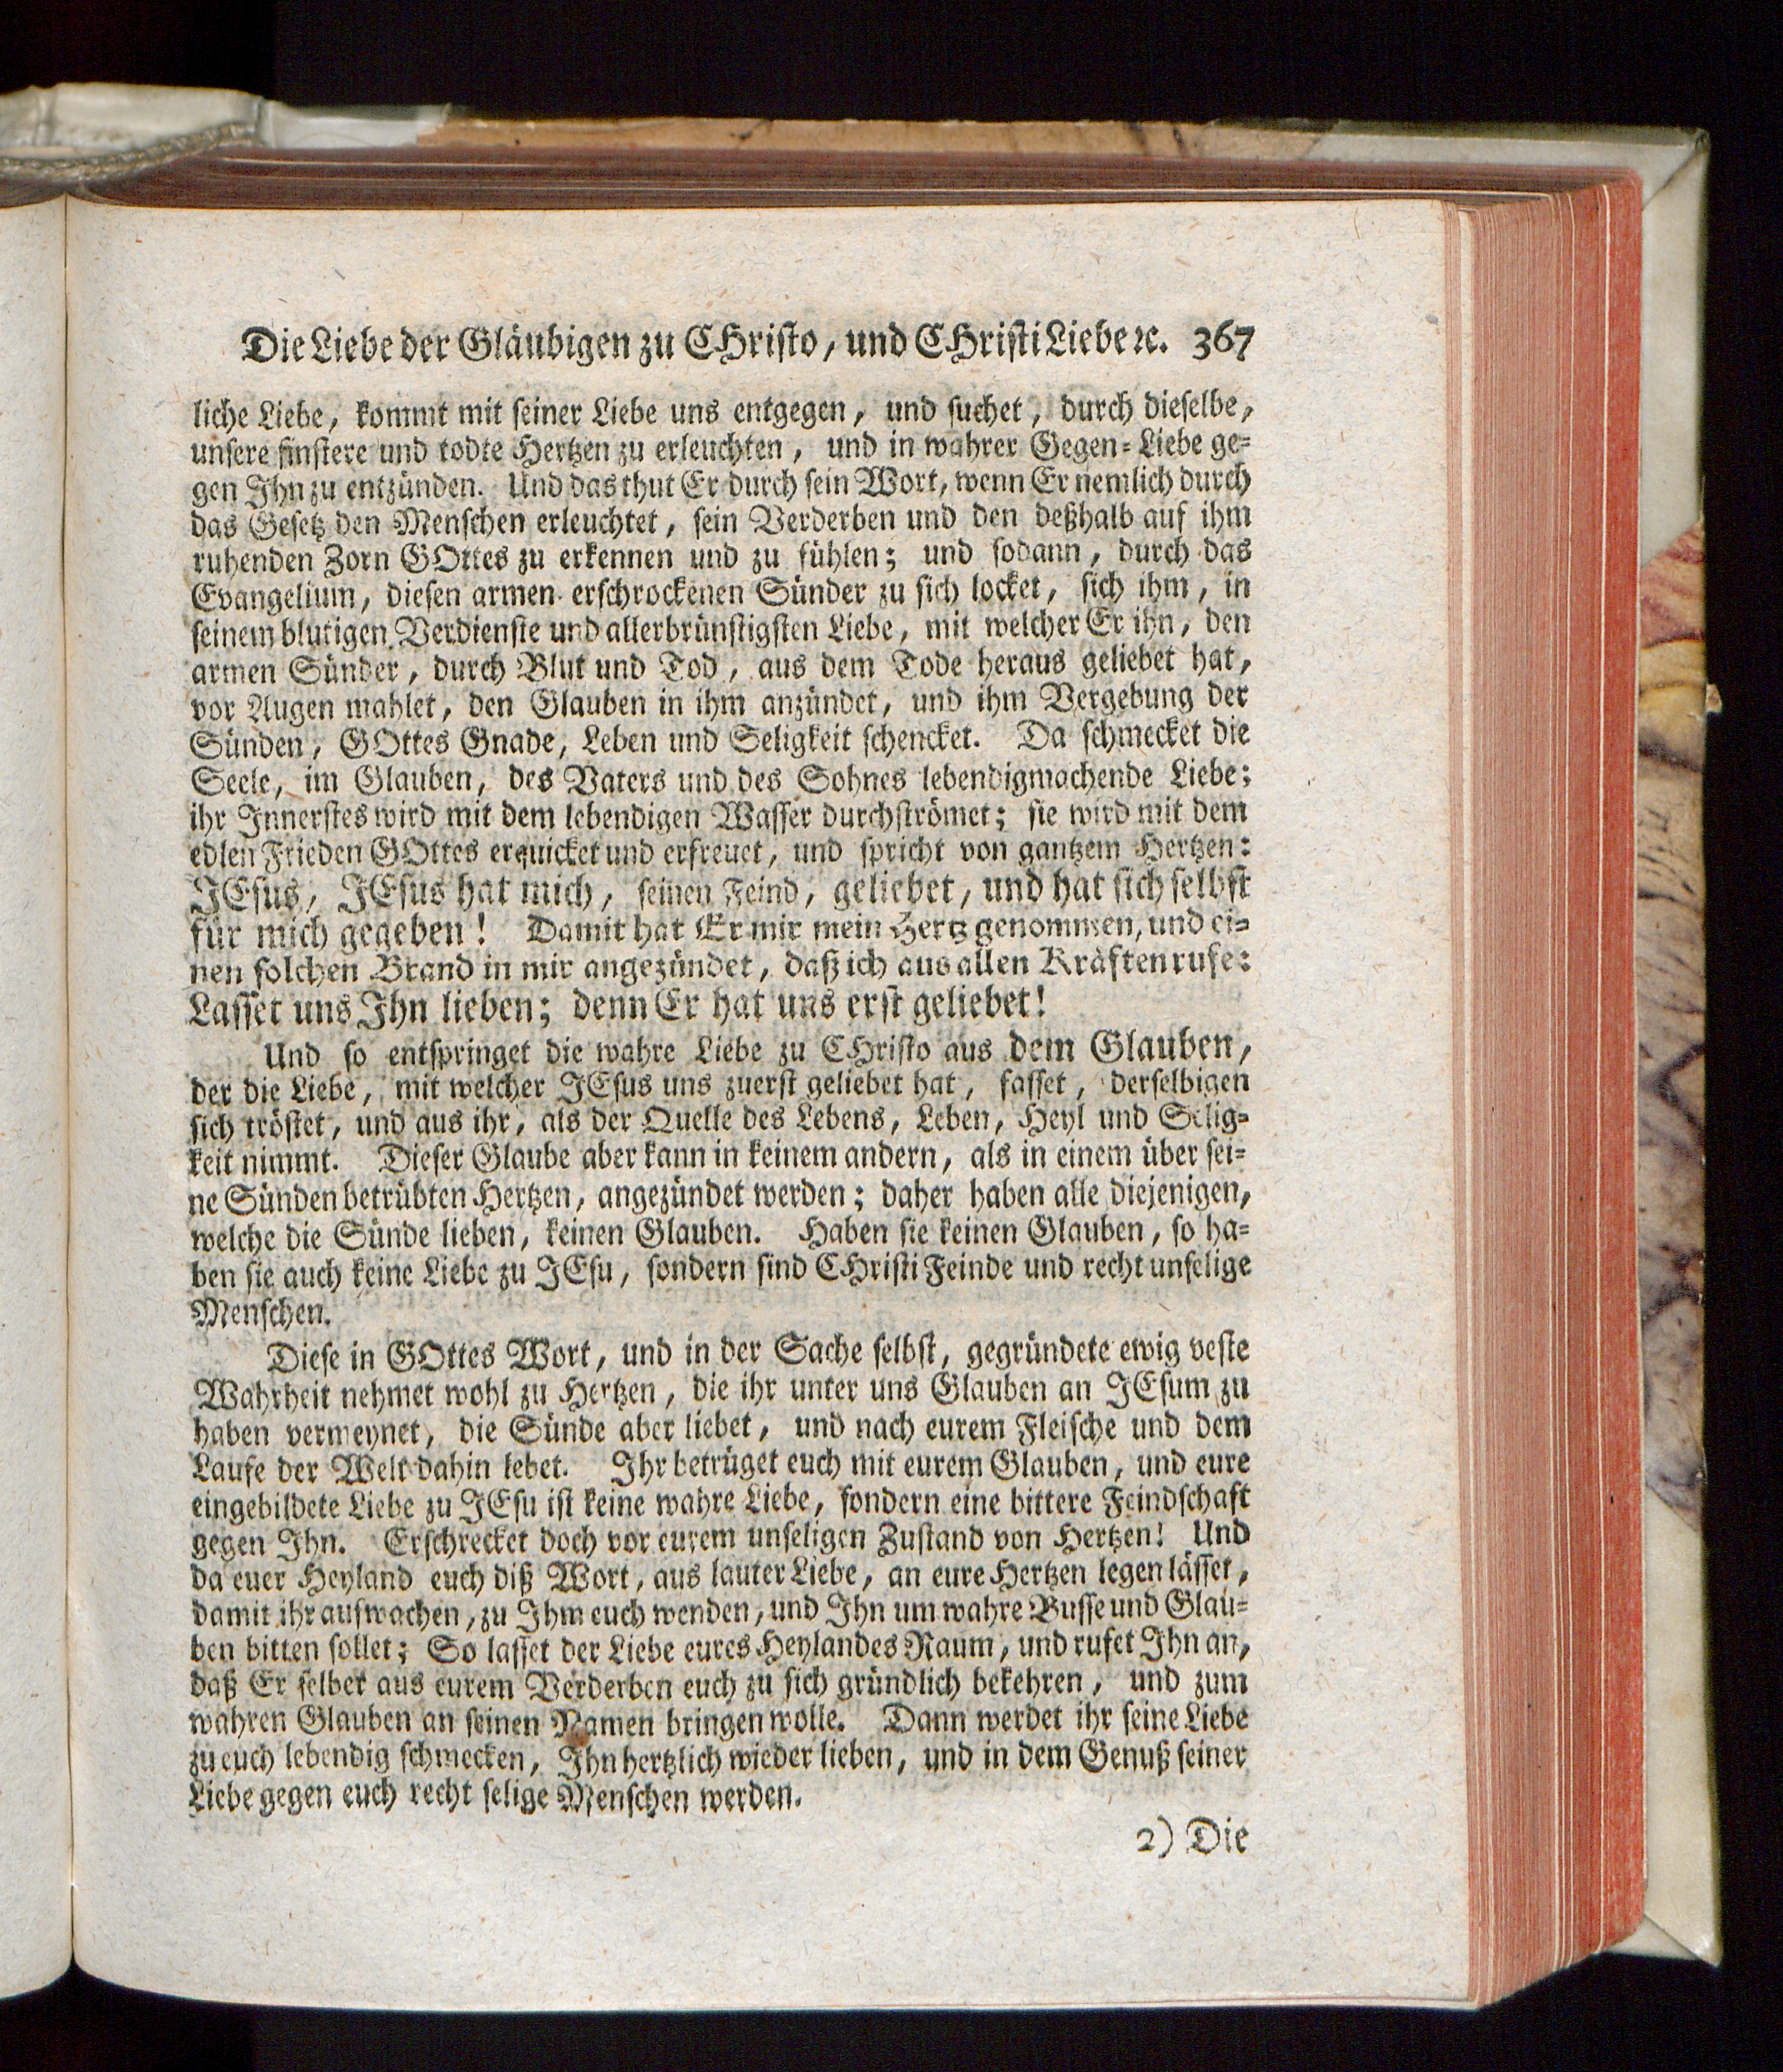 Die Liebe der Gläubigen zu CHristo, und CHristi Liebe ꝛc. 367
liche Liebe, kommt mit seiner Liebe uns entgegen, und suchet, durch dieselbe,
unsere finstere und todte Hertzen zu erleuchten, und in wahrer Gegen-Liebe ge-
gen Ihn zu entzünden. Und das thut Er durch sein Wort, wenn Er nemlich durch
das Gesetz den Menschen erleuchtet, sein Verderben und den deßhalb auf ihm
ruhenden Zorn GOttes zu erkennen und zu fühlen; und sodann, durch das
Evangelium, diesen armen erschrockenen Sünder zu sich locket, sich ihm, in
seinem blutigen Verdienste und allerbrünstigsten Liebe, mit welcher Er ihn, den
armen Sünder, durch Blut und Tod, aus dem Tode heraus geliebet hat,
vor Augen mahlet, den Glauben in ihm anzündet, und ihm Vergebung der
Sünden, GOttes Gnade, Leben und Seligkeit schencket. Da schmecket die
Seele, im Glauben, des Vaters und des Sohnes lebendigmachende Liebe;
ihr Innerstes wird mit dem lebendigen Wasser durchströmet; sie wird mit dem
edlen Frieden GOttes erquicket und erfreuet, und spricht von gantzem Hertzen:
JEsus, JEsus hat mich, seinen Feind, geliebet, und hat sich selbst
für mich gegeben! Damit hat Er mir mein Hertz genommen, und ei-
nen solchen Brand in mir angezündet, daß ich aus allen Kräften rufe:
Lasset uns Ihn lieben; denn Er hat uns erst geliebet!
Und so entspringet die wahre Liebe zu CHristo aus dem Glauben,
der die Liebe, mit welcher JEsus uns zuerst geliebet hat, fasset, derselbigen
sich tröstet, und aus ihr, als der Quelle des Lebens, Leben, Heyl und Selig-
keit nimmt. Dieser Glaube aber kann in keinem andern, als in einem über sei-
ne Sünden betrübten Hertzen, angezündet werden; daher haben alle diejenigen,
welche die Sünde lieben, keinen Glauben. Haben sie keinen Glauben, so ha-
ben sie auch keine Liebe zu JEsu, sondern sind CHristi Feinde und recht unselige
Menschen.
Diese in GOttes Wort, und in der Sache selbst, gegründete ewig veste
Wahrheit nehmet wohl zu Hertzen, die ihr unter uns Glauben an JEsum zu
haben vermeynet, die Sünde aber liebet, und nach eurem Fleische und dem
Laufe der Welt dahin lebet. Ihr betrüget euch mit eurem Glauben, und eure
eingebildete Liebe zu JEsu ist keine wahre Liebe, sondern eine bittere Feindschaft
gegen Ihn. Erschrecket doch vor eurem unseligen Zustand von Hertzen! Und
da euer Heyland euch diß Wort, aus lauter Liebe, an eure Hertzen legen lässet,
damit ihr aufwachen, zu Ihm euch wenden, und Ihn um wahre Busse und Glau-
ben bitten sollet; So lasset der Liebe eures Heylandes Raum, und rufet Ihn an,
daß Er selber aus eurem Verderben euch zu sich gründlich bekehren, und zum
wahren Glauben an seinen Namen bringen wolle. Dann werdet ihr seine Liebe
zu euch lebendig schmecken, Ihn hertzlich wieder lieben, und in dem Genuß seiner
Liebe gegen euch recht selige Menschen werden.
2) Die